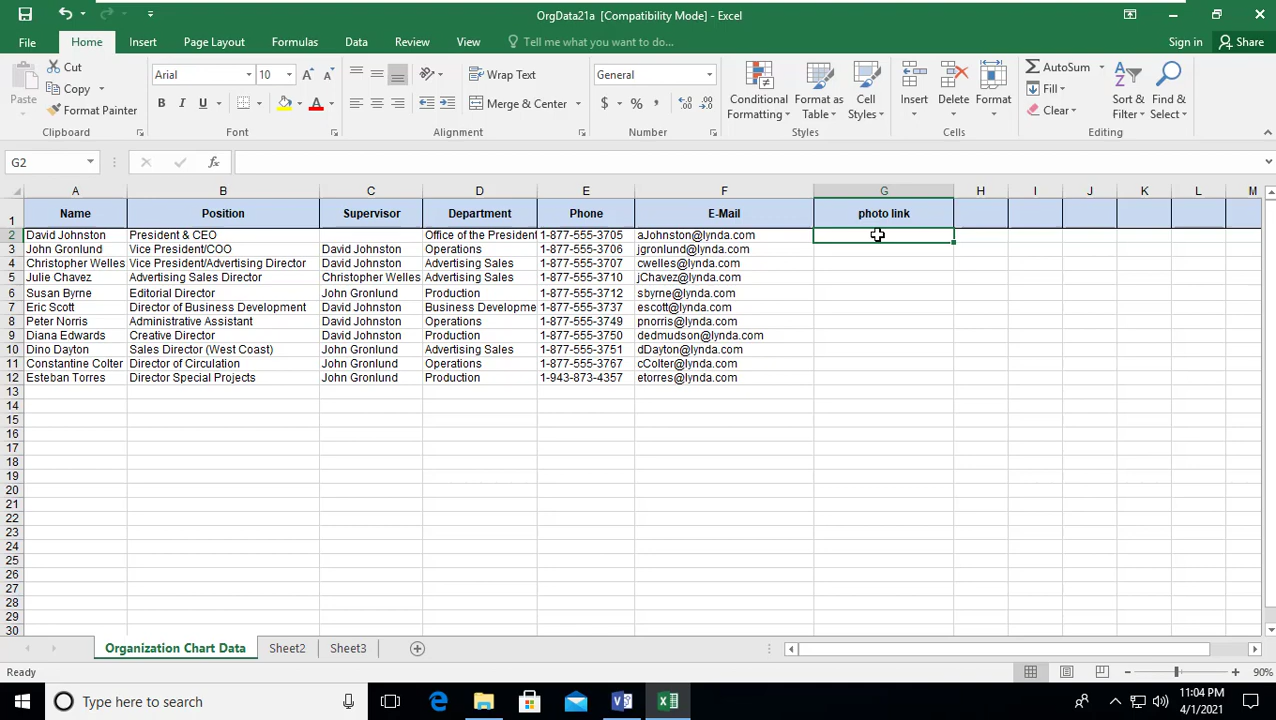 OrgData21a [Compatibility Mode] - Excel
File Home Insert Page Layout Formulas Data Review View Tell me what you want to do... Sign in Share
Paste Cut Copy Format Painter
Arial 10 B I U A
Wrap Text Merge & Center
General $ % ,
Conditional Formatting Format as Table Cell Styles
Insert Delete Format
AutoSum Fill Clear
Sort & Filter Find & Select
Clipboard Font Alignment Number Styles Cells Editing
G2 fx
A B C D E F G H I J K L M
1 Name Position Supervisor Department Phone E-Mail photo link
2 David Johnston President & CEO Office of the President 1-877-555-3705 aJohnston@lynda.com
3 John Gronlund Vice President/COO David Johnston Operations 1-877-555-3706 jgronlund@lynda.com
4 Christopher Welles Vice President/Advertising Director David Johnston Advertising Sales 1-877-555-3707 cwelles@lynda.com
5 Julie Chavez Advertising Sales Director Christopher Welles Advertising Sales 1-877-555-3710 jChavez@lynda.com
6 Susan Byrne Editorial Director John Gronlund Production 1-877-555-3712 sbyrne@lynda.com
7 Eric Scott Director of Business Development David Johnston Business Developme 1-877-555-3737 escott@lynda.com
8 Peter Norris Administrative Assistant David Johnston Operations 1-877-555-3749 pnorris@lynda.com
9 Diana Edwards Creative Director David Johnston Production 1-877-555-3750 dedmudson@lynda.com
10 Dino Dayton Sales Director (West Coast) John Gronlund Advertising Sales 1-877-555-3751 dDayton@lynda.com
11 Constantine Colter Director of Circulation John Gronlund Operations 1-877-555-3767 cColter@lynda.com
12 Esteban Torres Director Special Projects John Gronlund Production 1-943-873-4357 etorres@lynda.com
13
14
15
16
17
18
19
20
21
22
23
24
25
26
27
28
29
30
Organization Chart Data Sheet2 Sheet3
Ready 90%
Type here to search 11:04 PM
4/1/2021